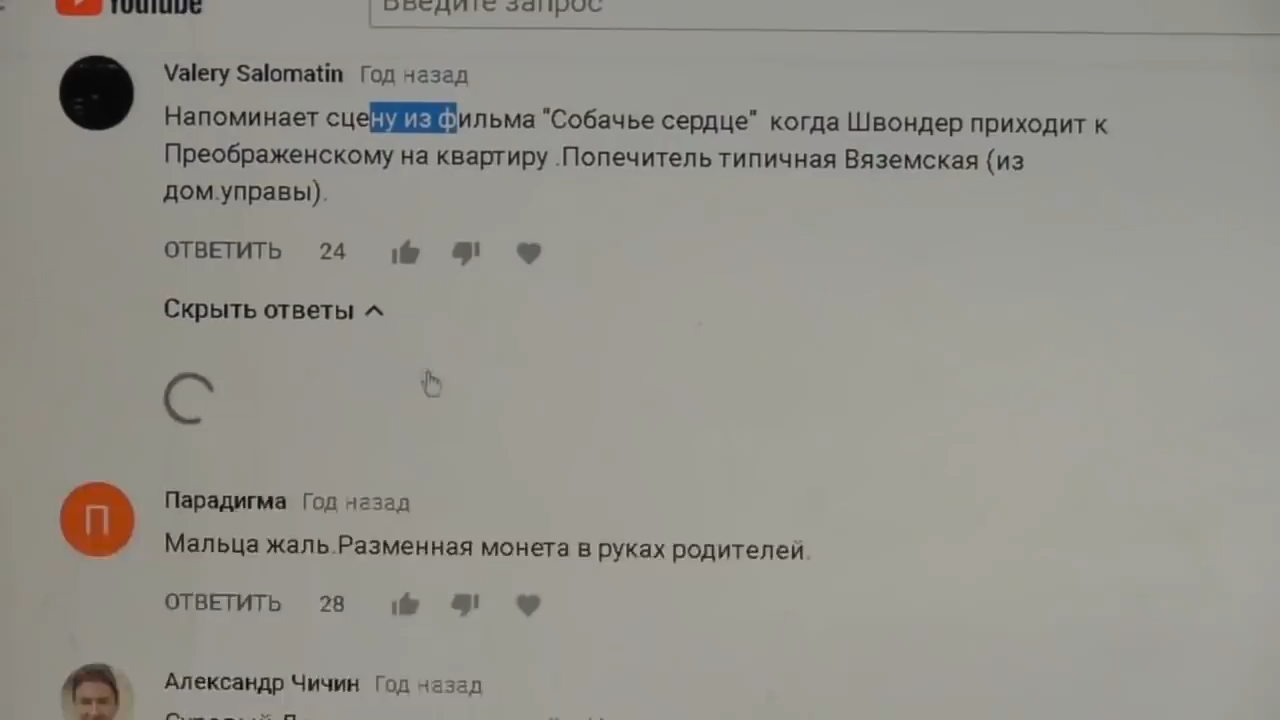 YouTube
Введите запрос
Valery Salomatin Год назад
Напоминает сцену из фильма "Собачье сердце" когда Швондер приходит к
Преображенскому на квартиру .Попечитель типичная Вяземская (из
дом.управы).
ОТВЕТИТЬ 24
Скрыть ответы
П
Парадигма Год назад
Мальца жаль.Разменная монета в руках родителей.
ОТВЕТИТЬ 28
Александр Чичин Год назад